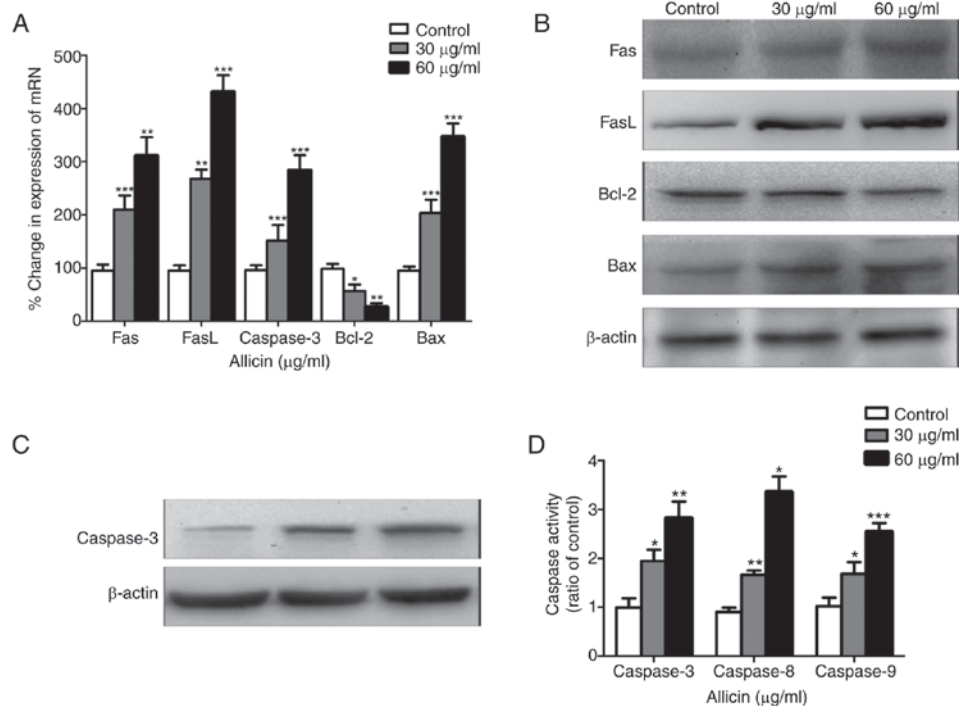 A
Control
30 μg/ml
60 μg/ml
% Change in expression of mRN
500
400
300
200
100
0
*** ** ** *** *** *** * ** *** ***
Fas FasL Caspase-3 Bcl-2 Bax
Allicin (μg/ml)
B
Control 30 μg/ml 60 μg/ml
Fas
FasL
Bcl-2
Bax
β-actin
C
Caspase-3
β-actin
D
Control
30 μg/ml
60 μg/ml
Caspase activity
(ratio of control)
4
3
2
1
0
* ** ** * * ***
Caspase-3 Caspase-8 Caspase-9
Allicin (μg/ml)